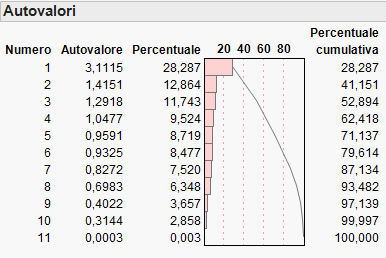 Autovalori
Percentuale
Numero Autovalore Percentuale 20 40 60 80 cumulativa
1 3,1115 28,287 28,287
2 1,4151 12,864 41,151
3 1,2918 11,743 52,894
4 1,0477 9,524 62,418
5 0,9591 8,719 71,137
6 0,9325 8,477 79,614
7 0,8272 7,520 87,134
8 0,6983 6,348 93,482
9 0,4022 3,657 97,139
10 0,3144 2,858 99,997
11 0,0003 0,003 100,000